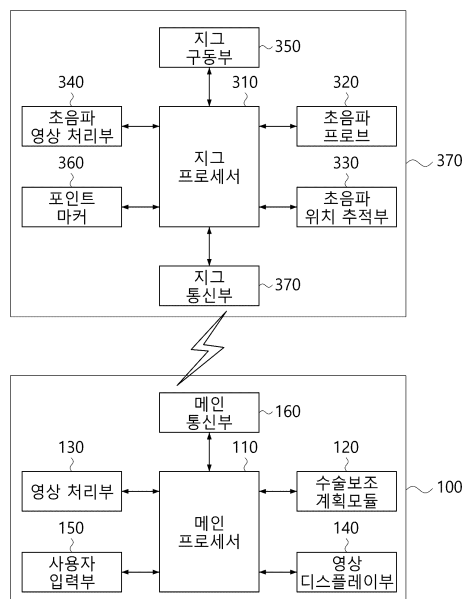 지그
구동부
350
340
310
320
초음파
영상 처리부
지그
프로세서
초음파
프로브
360
330
370
포인트
마커
초음파
위치 추적부
지그
통신부
370
메인
통신부
160
130
110
120
영상 처리부
메인
프로세서
수술보조
계획모듈
100
150
140
사용자
입력부
영상
디스플레이부